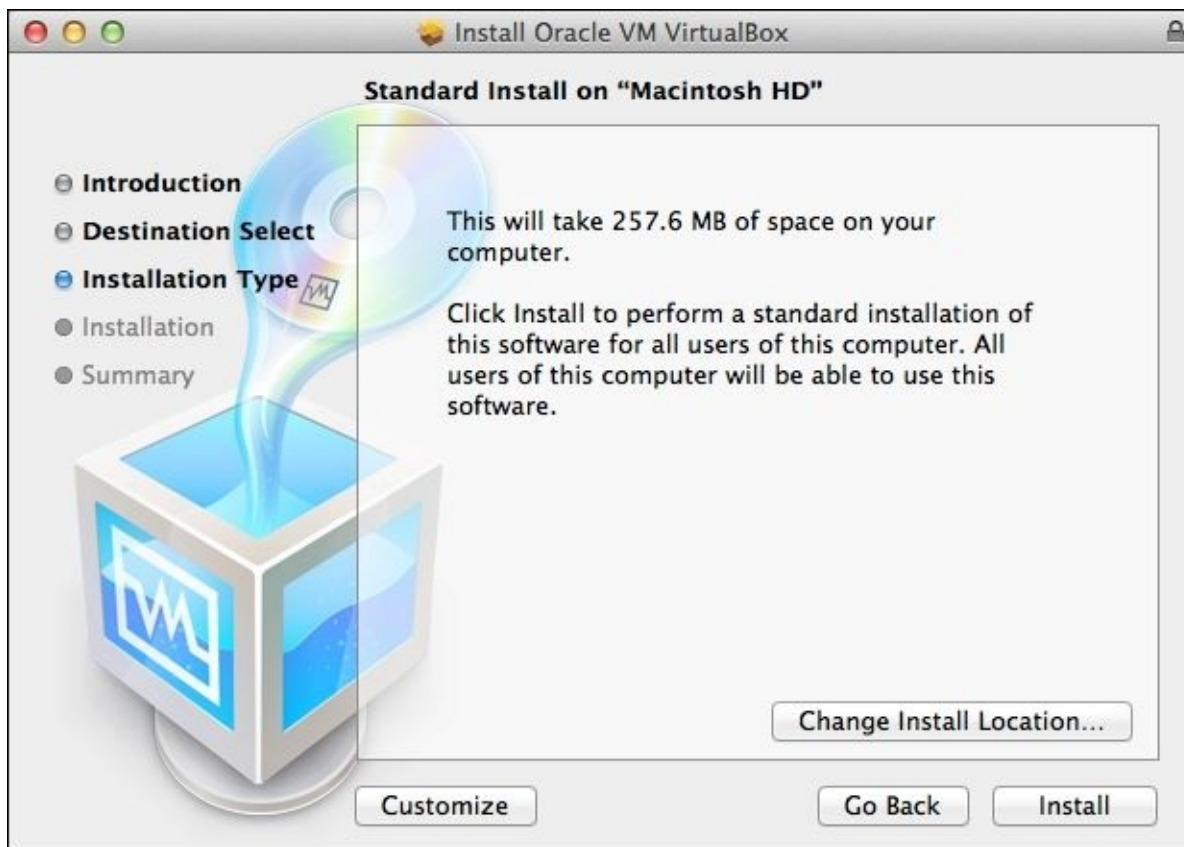 Install Oracle VM VirtualBox
Standard Install on “Macintosh HD”
Introduction
Destination Select
Installation Type
Installation
Summary
This will take 257.6 MB of space on your
computer.
Click Install to perform a standard installation of
this software for all users of this computer. All
users of this computer will be able to use this
software.
Change Install Location...
Customize
Go Back
Install